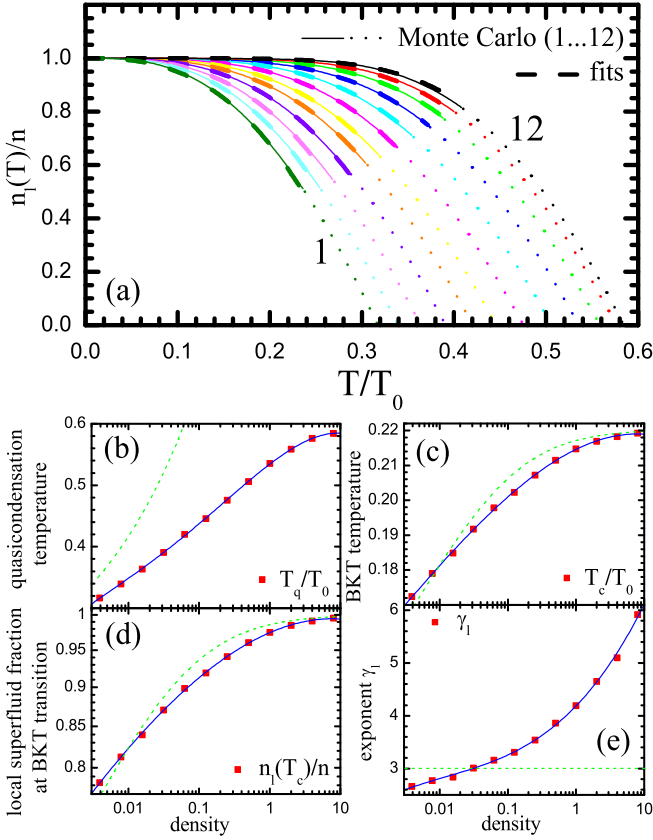 Monte Carlo (1...12)
fits
1.0
0.8
0.6
0.4
0.2
0.0
n_l(T)/n
12
1
(a)
0.0 0.1 0.2 0.3 0.4 0.5 0.6
T/T_0
0.6
0.5
0.4
quasicondensation
temperature
(b)
T_q/T_0
0.22
0.21
0.20
0.19
0.18
BKT temperature
(c)
T_c/T_0
1
0.95
0.9
0.85
0.8
local superfluid fraction
at BKT transition
(d)
n_l(T_c)/n
0.01 0.1 1 10
density
6
5
4
3
exponent γ_l
γ_l
(e)
0.01 0.1 1 10
density